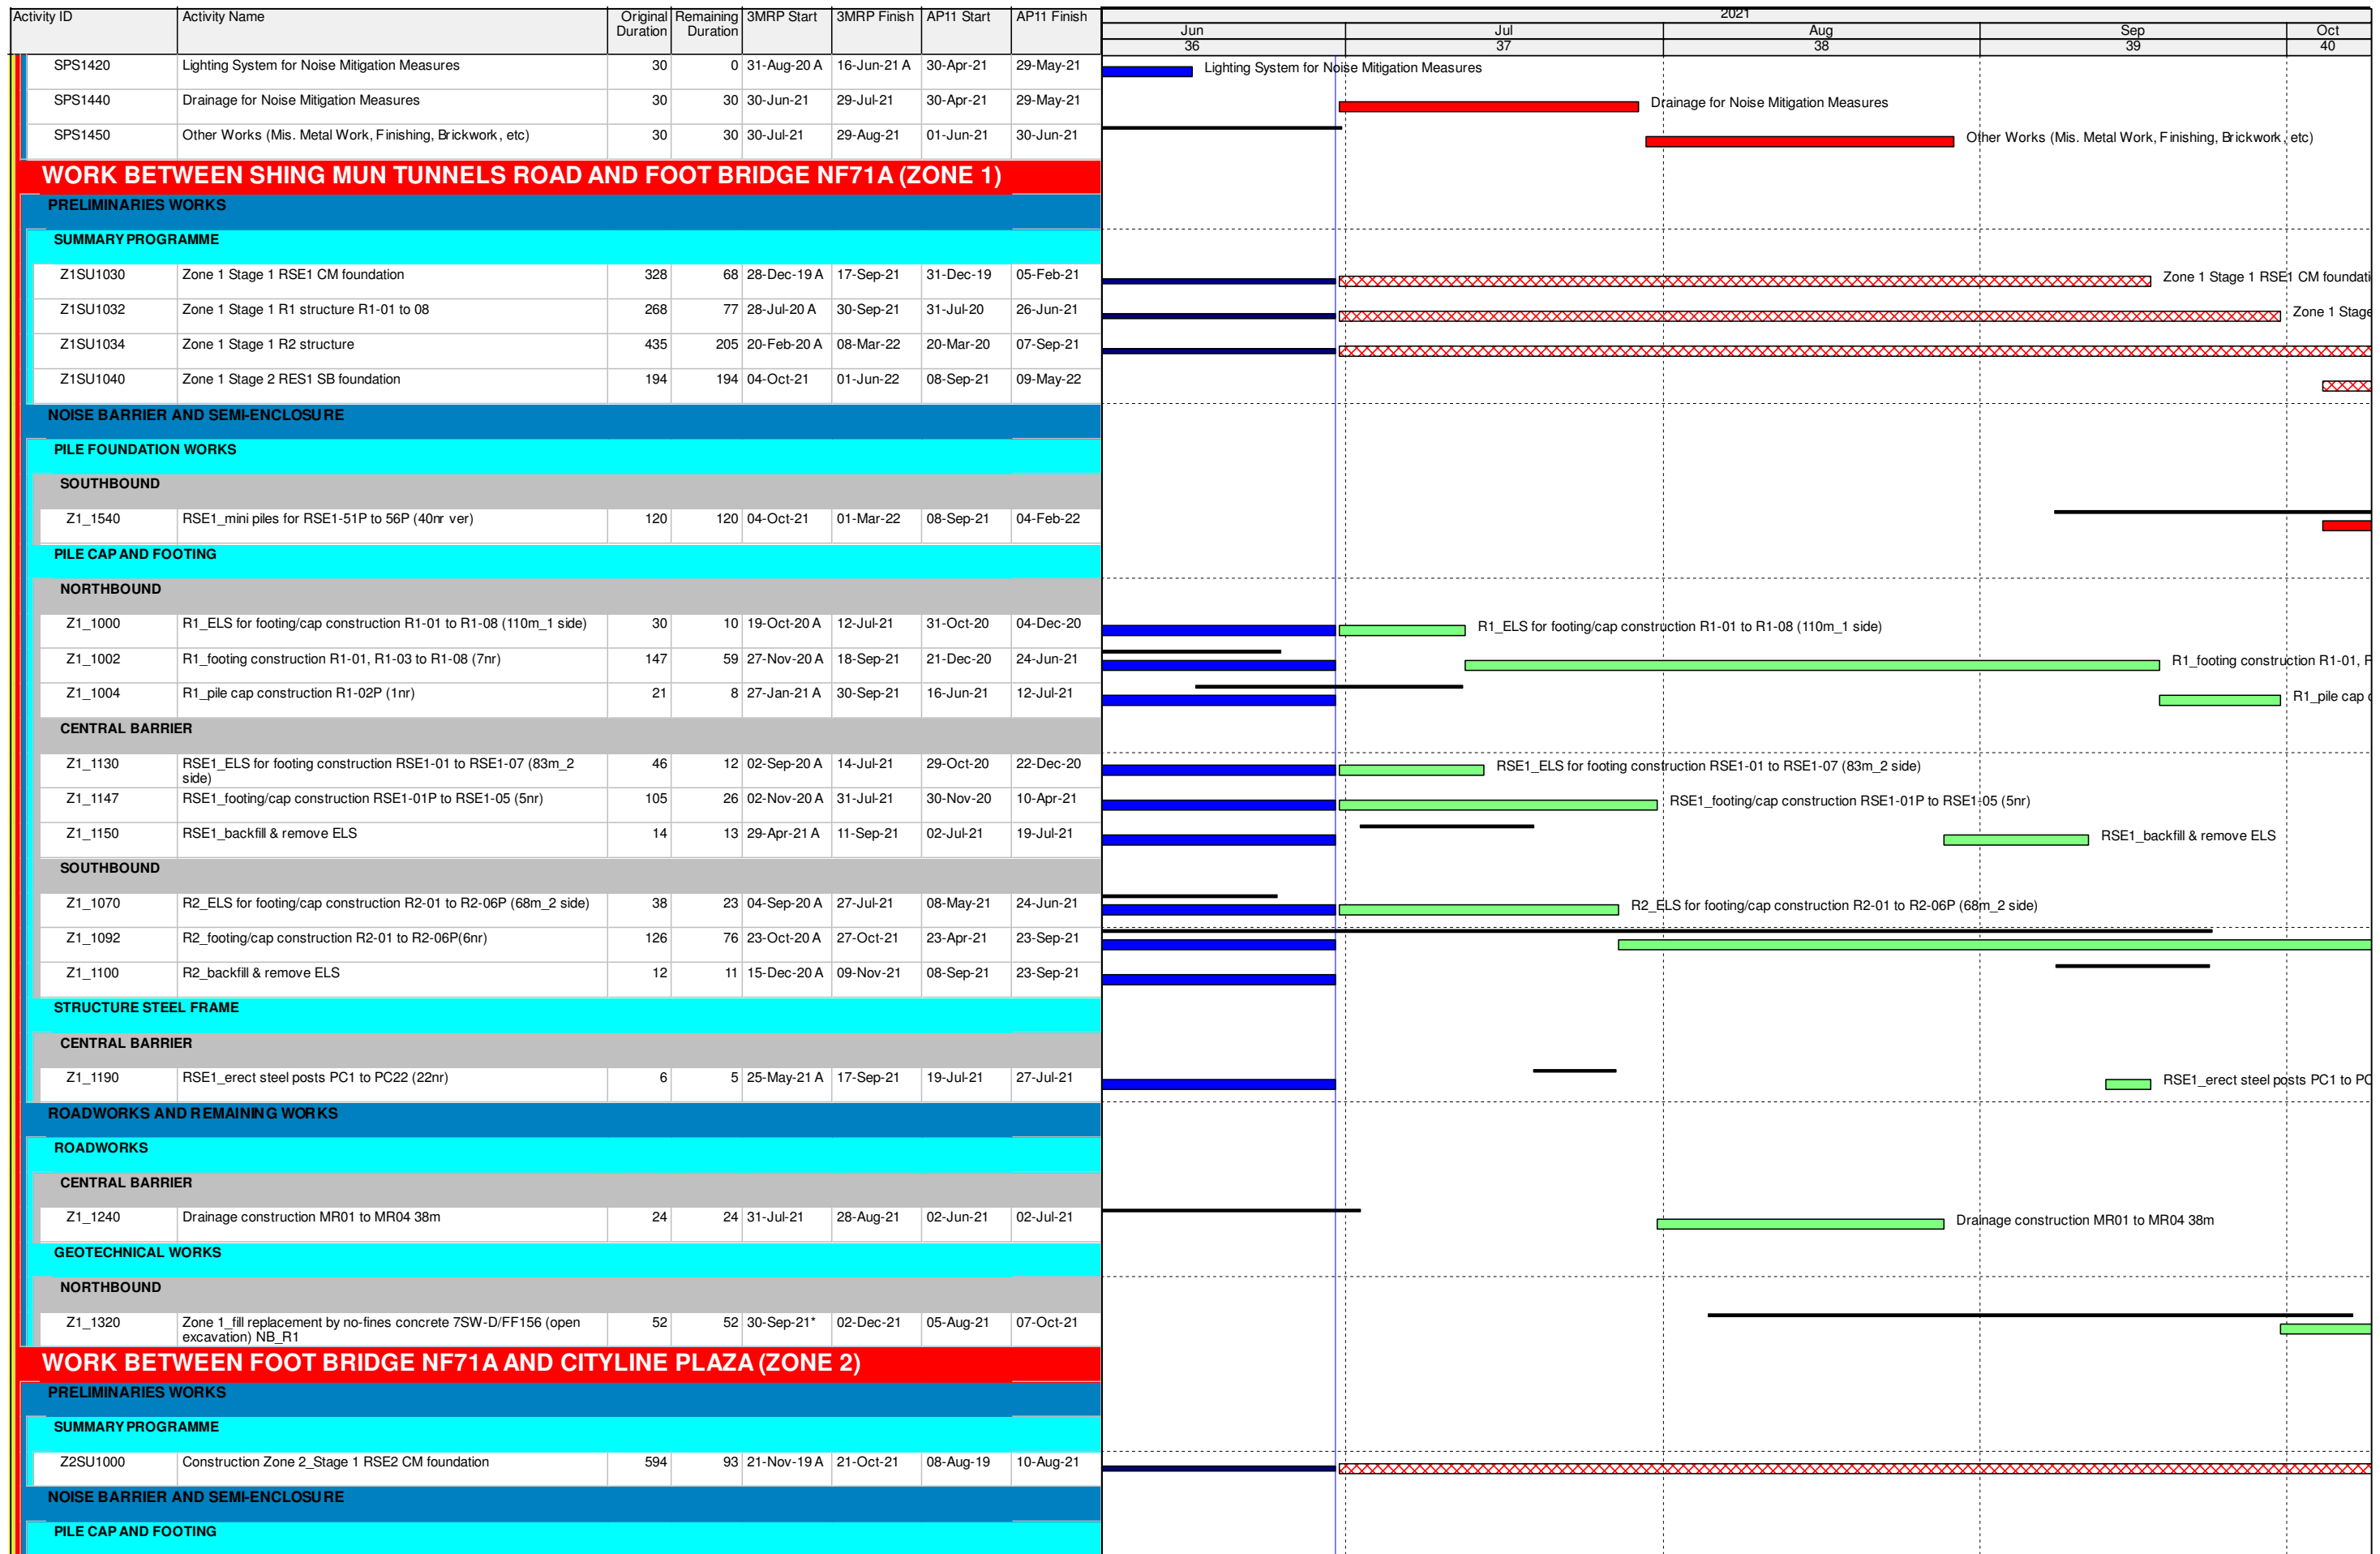 Activity ID Activity Name Original Duration Remaining Duration 3MRP Start 3MRP Finish AP11 Start AP11 Finish 2021
Jun Jul Aug Sep Oct
36 37 38 39 40
SPS1420 Lighting System for Noise Mitigation Measures 30 0 31-Aug-20 A 16-Jun-21 A 30-Apr-21 29-May-21 Lighting System for Noise Mitigation Measures
SPS1440 Drainage for Noise Mitigation Measures 30 30 30-Jun-21 29-Jul-21 30-Apr-21 29-May-21 Drainage for Noise Mitigation Measures
SPS1450 Other Works (Mis. Metal Work, Finishing, Brickwork, etc) 30 30 30-Jul-21 29-Aug-21 01-Jun-21 30-Jun-21 Other Works (Mis. Metal Work, Finishing, Brickwork, etc)
WORK BETWEEN SHING MUN TUNNELS ROAD AND FOOT BRIDGE NF71A (ZONE 1)
PRELIMINARIES WORKS
SUMMARY PROGRAMME
Z1SU1030 Zone 1 Stage 1 RSE1 CM foundation 328 68 28-Dec-19 A 17-Sep-21 31-Dec-19 05-Feb-21 Zone 1 Stage 1 RSE1 CM foundati
Z1SU1032 Zone 1 Stage 1 R1 structure R1-01 to 08 268 77 28-Jul-20 A 30-Sep-21 31-Jul-20 26-Jun-21 Zone 1 Stage
Z1SU1034 Zone 1 Stage 1 R2 structure 435 205 20-Feb-20 A 08-Mar-22 20-Mar-20 07-Sep-21
Z1SU1040 Zone 1 Stage 2 RES1 SB foundation 194 194 04-Oct-21 01-Jun-22 08-Sep-21 09-May-22
NOISE BARRIER AND SEMI-ENCLOSURE
PILE FOUNDATION WORKS
SOUTHBOUND
Z1_1540 RSE1_mini piles for RSE1-51P to 56P (40nr ver) 120 120 04-Oct-21 01-Mar-22 08-Sep-21 04-Feb-22
PILE CAP AND FOOTING
NORTHBOUND
Z1_1000 R1_ELS for footing/cap construction R1-01 to R1-08 (110m_1 side) 30 10 19-Oct-20 A 12-Jul-21 31-Oct-20 04-Dec-20 R1_ELS for footing/cap construction R1-01 to R1-08 (110m_1 side)
Z1_1002 R1_footing construction R1-01, R1-03 to R1-08 (7nr) 147 59 27-Nov-20 A 18-Sep-21 21-Dec-20 24-Jun-21 R1_footing construction R1-01, R
Z1_1004 R1_pile cap construction R1-02P (1nr) 21 8 27-Jan-21 A 30-Sep-21 16-Jun-21 12-Jul-21 R1_pile cap c
CENTRAL BARRIER
Z1_1130 RSE1_ELS for footing construction RSE1-01 to RSE1-07 (83m_2 side) 46 12 02-Sep-20 A 14-Jul-21 29-Oct-20 22-Dec-20 RSE1_ELS for footing construction RSE1-01 to RSE1-07 (83m_2 side)
Z1_1147 RSE1_footing/cap construction RSE1-01P to RSE1-05 (5nr) 105 26 02-Nov-20 A 31-Jul-21 30-Nov-20 10-Apr-21 RSE1_footing/cap construction RSE1-01P to RSE1-05 (5nr)
Z1_1150 RSE1_backfill & remove ELS 14 13 29-Apr-21 A 11-Sep-21 02-Jul-21 19-Jul-21 RSE1_backfill & remove ELS
SOUTHBOUND
Z1_1070 R2_ELS for footing/cap construction R2-01 to R2-06P (68m_2 side) 38 23 04-Sep-20 A 27-Jul-21 08-May-21 24-Jun-21 R2_ELS for footing/cap construction R2-01 to R2-06P (68m_2 side)
Z1_1092 R2_footing/cap construction R2-01 to R2-06P(6nr) 126 76 23-Oct-20 A 27-Oct-21 23-Apr-21 23-Sep-21
Z1_1100 R2_backfill & remove ELS 12 11 15-Dec-20 A 09-Nov-21 08-Sep-21 23-Sep-21
STRUCTURE STEEL FRAME
CENTRAL BARRIER
Z1_1190 RSE1_erect steel posts PC1 to PC22 (22nr) 6 5 25-May-21 A 17-Sep-21 19-Jul-21 27-Jul-21 RSE1_erect steel posts PC1 to PC
ROADWORKS AND REMAINING WORKS
ROADWORKS
CENTRAL BARRIER
Z1_1240 Drainage construction MR01 to MR04 38m 24 24 31-Jul-21 28-Aug-21 02-Jun-21 02-Jul-21 Drainage construction MR01 to MR04 38m
GEOTECHNICAL WORKS
NORTHBOUND
Z1_1320 Zone 1_fill replacement by no-fines concrete 7SW-D/FF156 (open excavation) NB_R1 52 52 30-Sep-21* 02-Dec-21 05-Aug-21 07-Oct-21
WORK BETWEEN FOOT BRIDGE NF71A AND CITYLINE PLAZA (ZONE 2)
PRELIMINARIES WORKS
SUMMARY PROGRAMME
Z2SU1000 Construction Zone 2_Stage 1 RSE2 CM foundation 594 93 21-Nov-19 A 21-Oct-21 08-Aug-19 10-Aug-21
NOISE BARRIER AND SEMI-ENCLOSURE
PILE CAP AND FOOTING